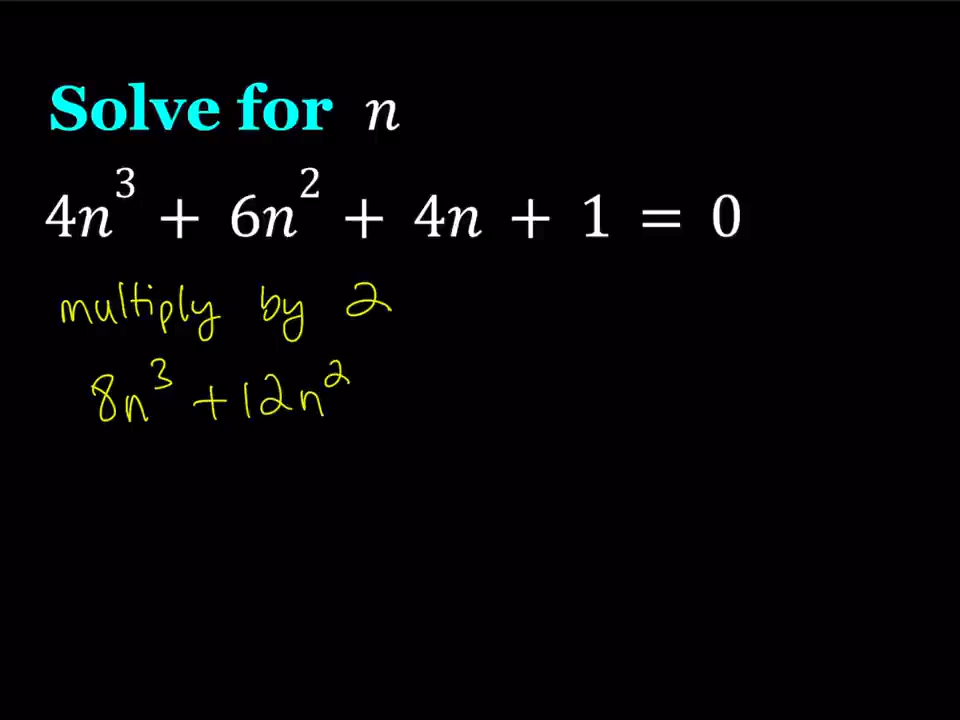 Solve for n
4n³ + 6n² + 4n + 1 = 0
multiply by 2
8n³ + 12n²